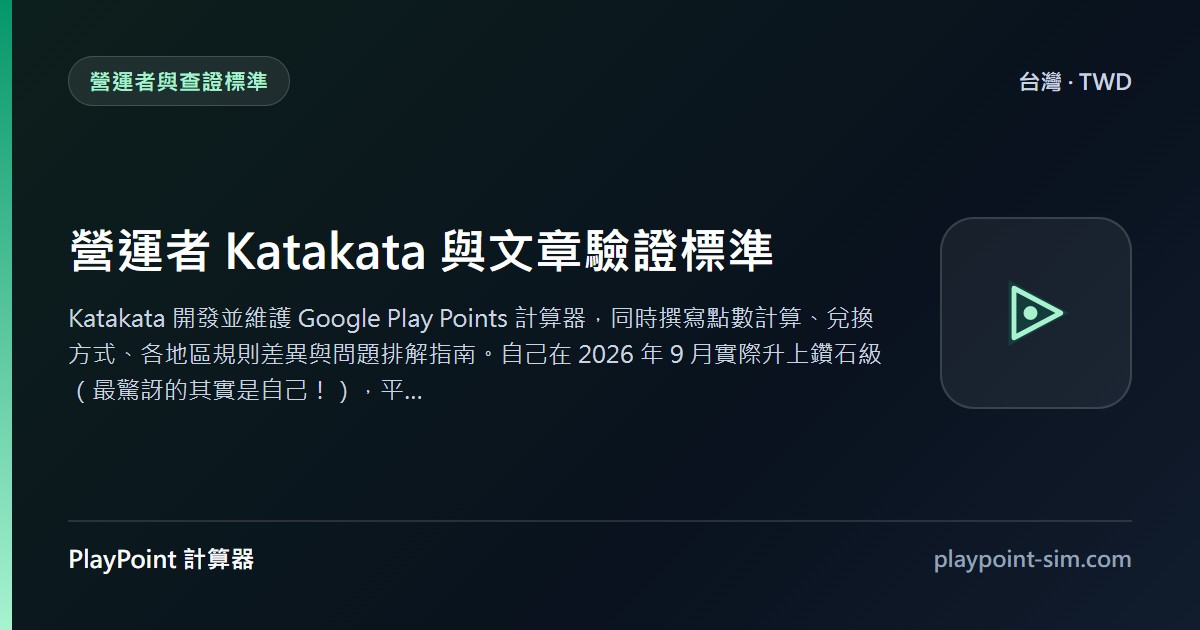 營運者與查證標準
台灣 · TWD
營運者 Katakata 與文章驗證標準
Katakata 開發並維護 Google Play Points 計算器，同時撰寫點數計算、兌換
方式、各地區規則差異與問題排解指南。自己在 2026 年 9 月實際升上鑽石級
（最驚訝的其實是自己！），平...
PlayPoint 計算器
playpoint-sim.com